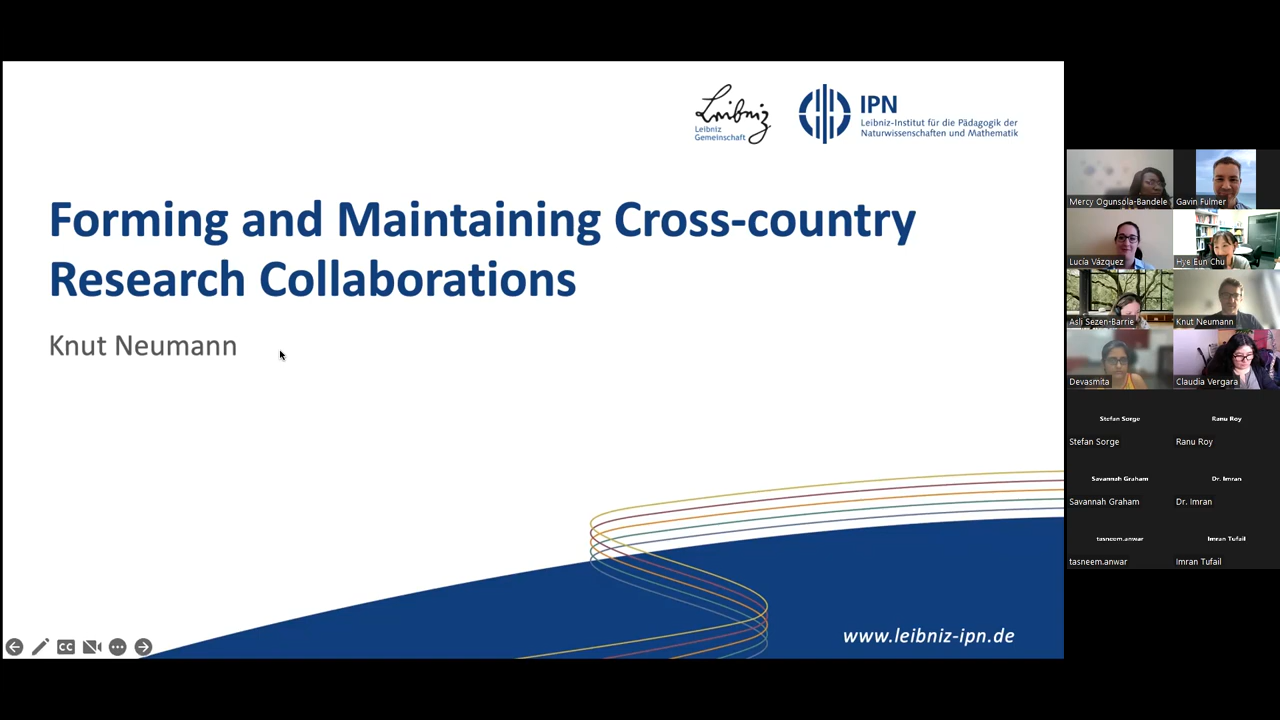 Leibniz
Leibniz
Gemeinschaft
IPN
Leibniz-Institut für die Pädagogik der
Naturwissenschaften und Mathematik
Forming and Maintaining Cross-country
Research Collaborations
Knut Neumann
CC
www.leibniz-ipn.de
Mercy Ogunsola-Bandele
Gavin Fulmer
Lucía Vázquez
Hye Eun Chu
Asli Sezen-Barrie
Knut Neumann
Devasmita
Claudia Vergara
Stefan Sorge
Stefan Sorge
Ranu Roy
Ranu Roy
Savannah Graham
Savannah Graham
Dr. Imran
Dr. Imran
tasneem.anwar
tasneem.anwar
Imran Tufail
Imran Tufail